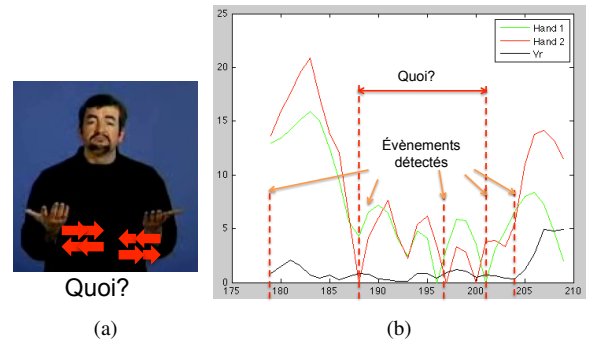 Quoi?
(a)
Hand 1
Hand 2
Yr
Quoi?
Évènements
détectés
25
20
15
10
5
0
175 180 185 190 195 200 205 210
(b)